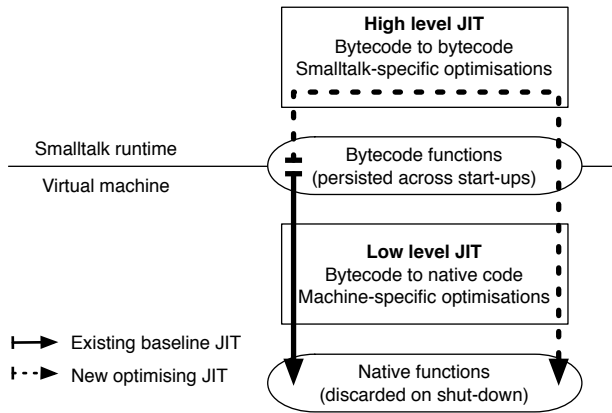 High level JIT
Bytecode to bytecode
Smalltalk-specific optimisations
Smalltalk runtime
Virtual machine
Bytecode functions
(persisted across start-ups)
Low level JIT
Bytecode to native code
Machine-specific optimisations
Existing baseline JIT
New optimising JIT
Native functions
(discarded on shut-down)